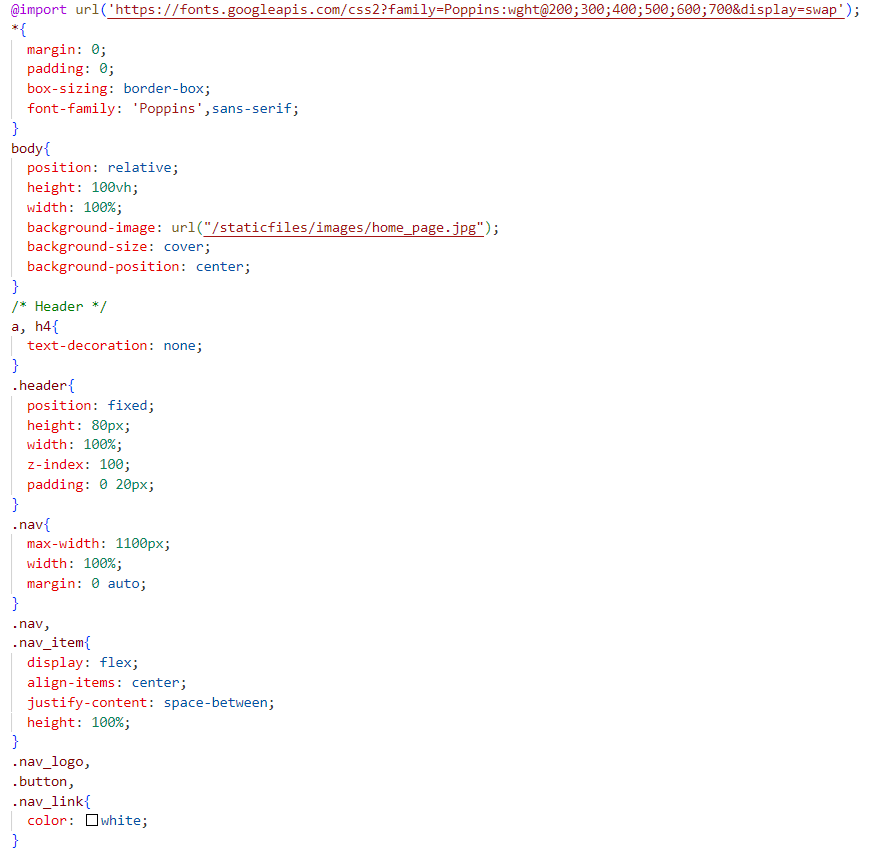 @import url('https://fonts.googleapis.com/css2?family=Poppins:wght@200;300;400;500;600;700&display=swap');
*{
  margin: 0;
  padding: 0;
  box-sizing: border-box;
  font-family: 'Poppins',sans-serif;
}
body{
  position: relative;
  height: 100vh;
  width: 100%;
  background-image: url("/staticfiles/images/home_page.jpg");
  background-size: cover;
  background-position: center;
}
/* Header */
a, h4{
  text-decoration: none;
}
.header{
  position: fixed;
  height: 80px;
  width: 100%;
  z-index: 100;
  padding: 0 20px;
}
.nav{
  max-width: 1100px;
  width: 100%;
  margin: 0 auto;
}
.nav,
.nav_item{
  display: flex;
  align-items: center;
  justify-content: space-between;
  height: 100%;
}
.nav_logo,
.button,
.nav_link{
  color: white;
}